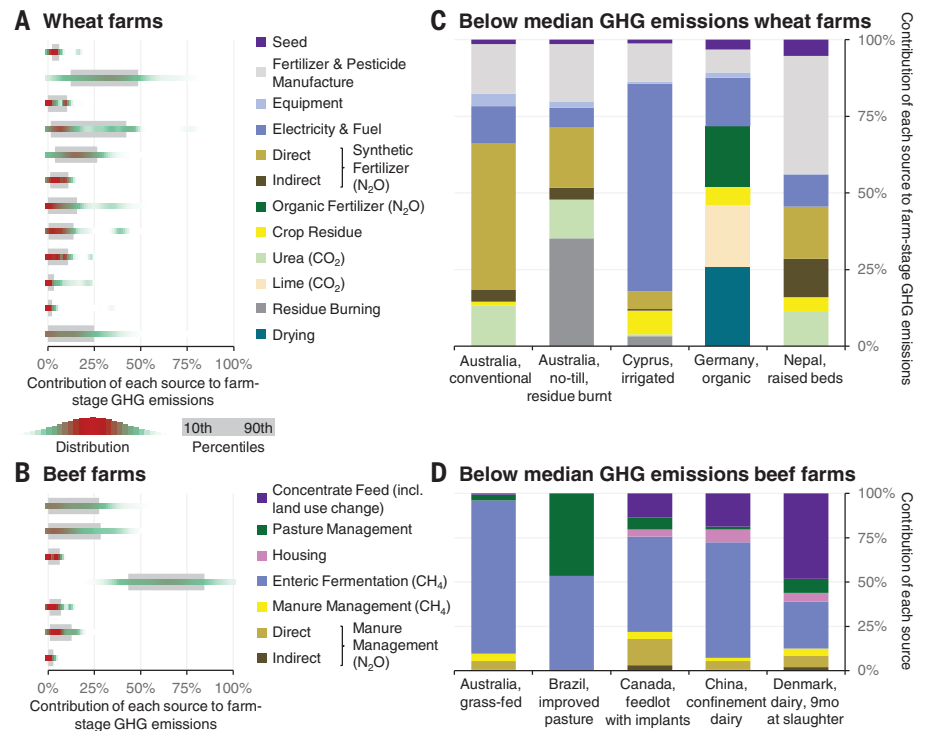 A Wheat farms
Seed
Fertilizer & Pesticide
Manufacture
Equipment
Electricity & Fuel
Direct
Indirect
Synthetic
Fertilizer
(N₂O)
Organic Fertilizer (N₂O)
Crop Residue
Urea (CO₂)
Lime (CO₂)
Residue Burning
Drying
0% 25% 50% 75% 100%
Contribution of each source to farm-
stage GHG emissions
Distribution
10th 90th
Percentiles
C Below median GHG emissions wheat farms
100%
75%
50%
25%
0%
Contribution of each source to farm-stage GHG emissions
Australia,
conventional
Australia,
no-till,
residue burnt
Cyprus,
irrigated
Germany,
organic
Nepal,
raised beds
B Beef farms
Concentrate Feed (incl.
land use change)
Pasture Management
Housing
Enteric Fermentation (CH₄)
Manure Management (CH₄)
Direct
Indirect
Manure
Management
(N₂O)
0% 25% 50% 75% 100%
Contribution of each source to farm-
stage GHG emissions
D Below median GHG emissions beef farms
100%
75%
50%
25%
0%
Contribution of each source
Australia,
grass-fed
Brazil,
improved
pasture
Canada,
feedlot
with implants
China,
confinement
dairy
Denmark,
dairy, 9mo
at slaughter